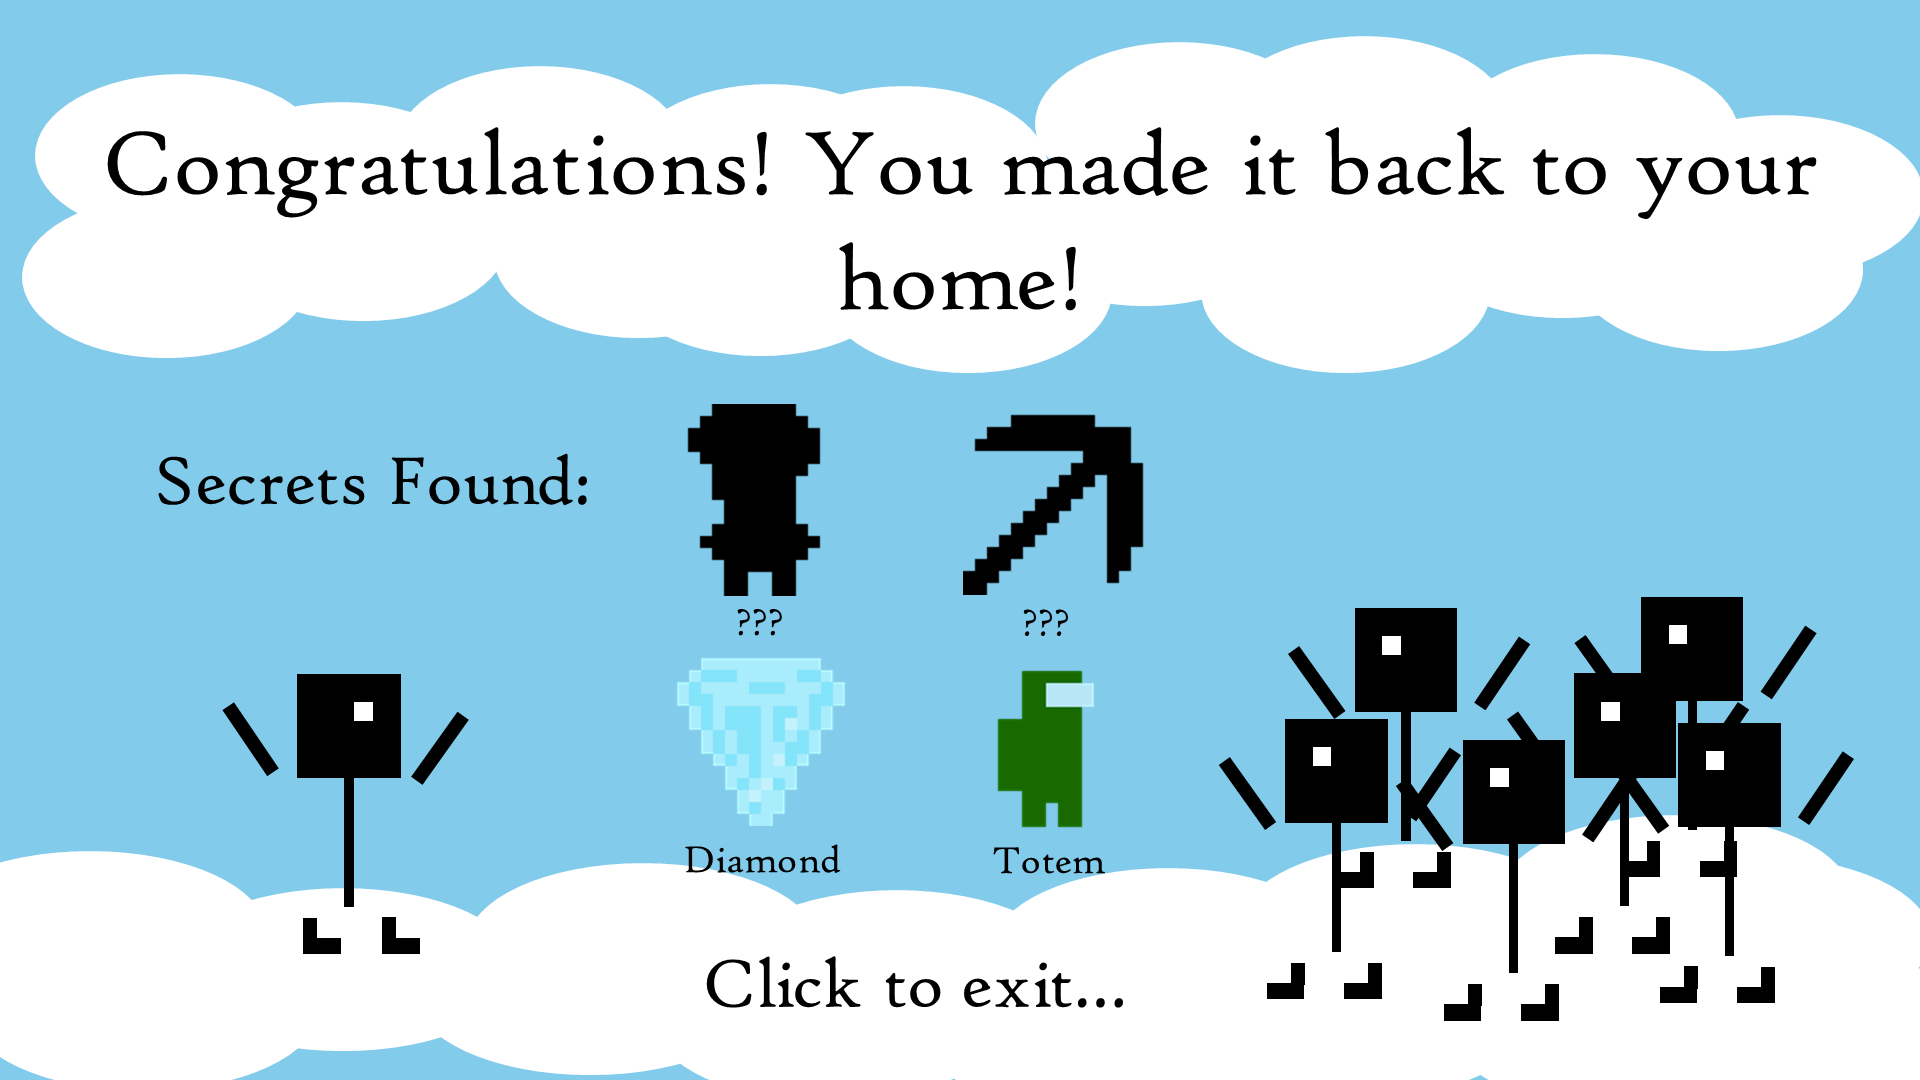 Congratulations! You made it back to your
home!
Secrets Found:
??? ???
Diamond Totem
Click to exit...